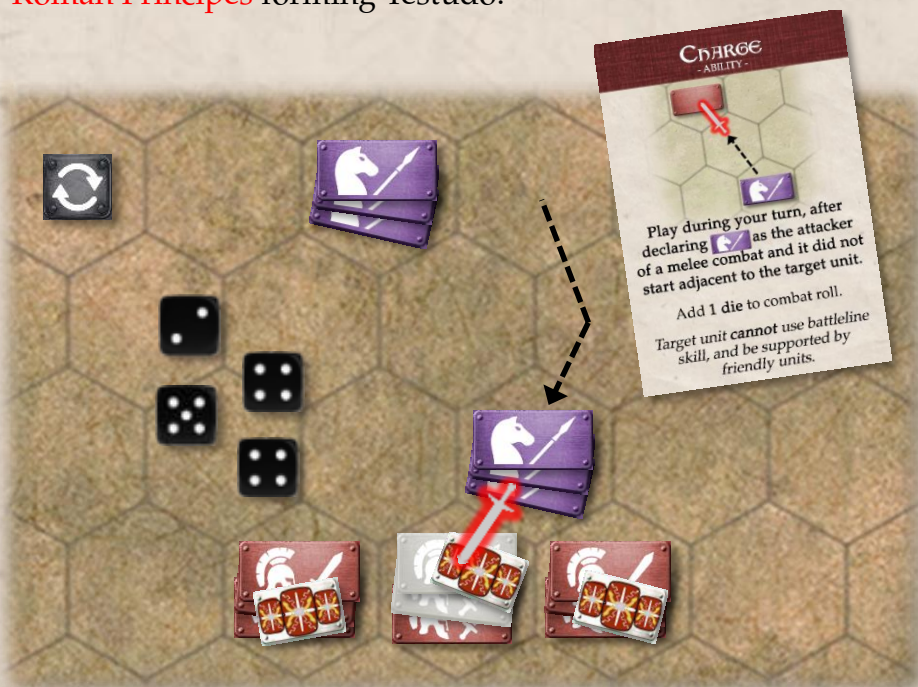 Roman Principes forming Testudo.
CHARGE
- ABILITY -
Play during your turn, after
declaring as the attacker
of a melee combat and it did not
start adjacent to the target unit.
Add 1 die to combat roll.
Target unit cannot use battleline
skill, and be supported by
friendly units.